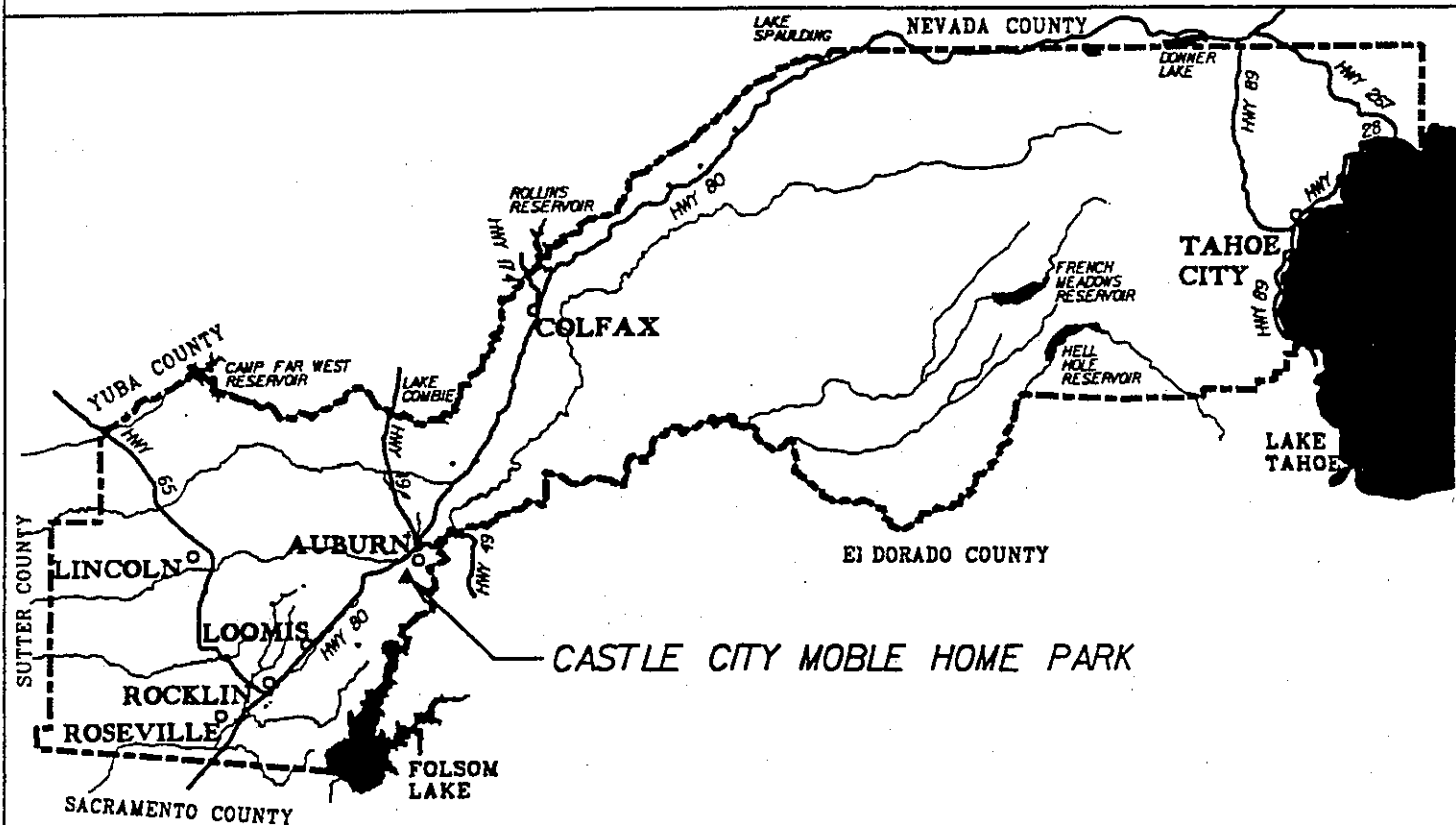 LAKE
SPAULDING
NEVADA COUNTY
DONNER
LAKE
HWY 89
HWY 267
28
HWY
ROLLINS
RESERVOIR
HWY 174
HWY 80
TAHOE
CITY
FRENCH
MEADOWS
RESERVOIR
HWY 89
COLFAX
YUBA COUNTY
CAMP FAR WEST
RESERVOIR
LAKE
COMBIE
HELL
HOLE
RESERVOIR
HWY
65
HWY 49
LAKE
TAHOE
SUTTER COUNTY
AUBURN
HWY 49
El DORADO COUNTY
LINCOLN
LOOMIS
HWY 80
CASTLE CITY MOBLE HOME PARK
ROCKLIN
ROSEVILLE
FOLSOM
LAKE
SACRAMENTO COUNTY